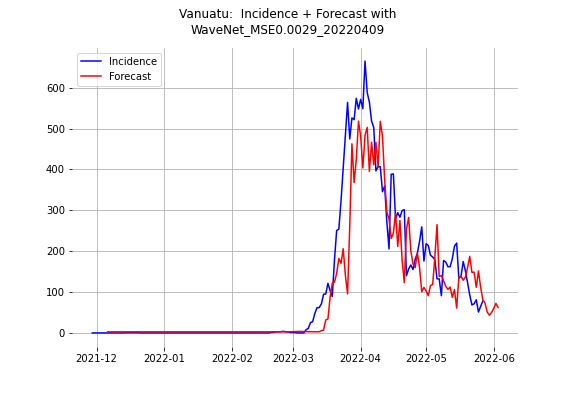 Vanuatu:  Incidence + Forecast with
WaveNet_MSE0.0029_20220409
Incidence
Forecast
600
500
400
300
200
100
0
2021-12 2022-01 2022-02 2022-03 2022-04 2022-05 2022-06